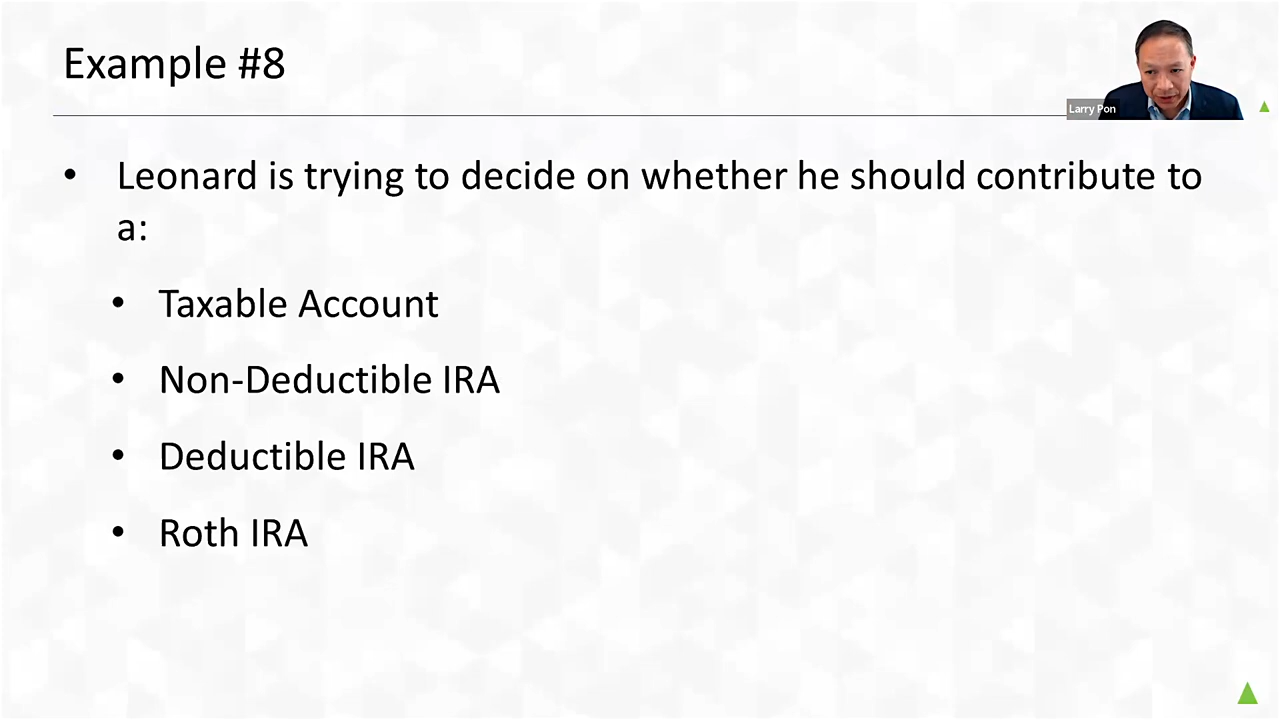 Example #8
Larry Pon
• Leonard is trying to decide on whether he should contribute to
a:
• Taxable Account
• Non-Deductible IRA
• Deductible IRA
• Roth IRA